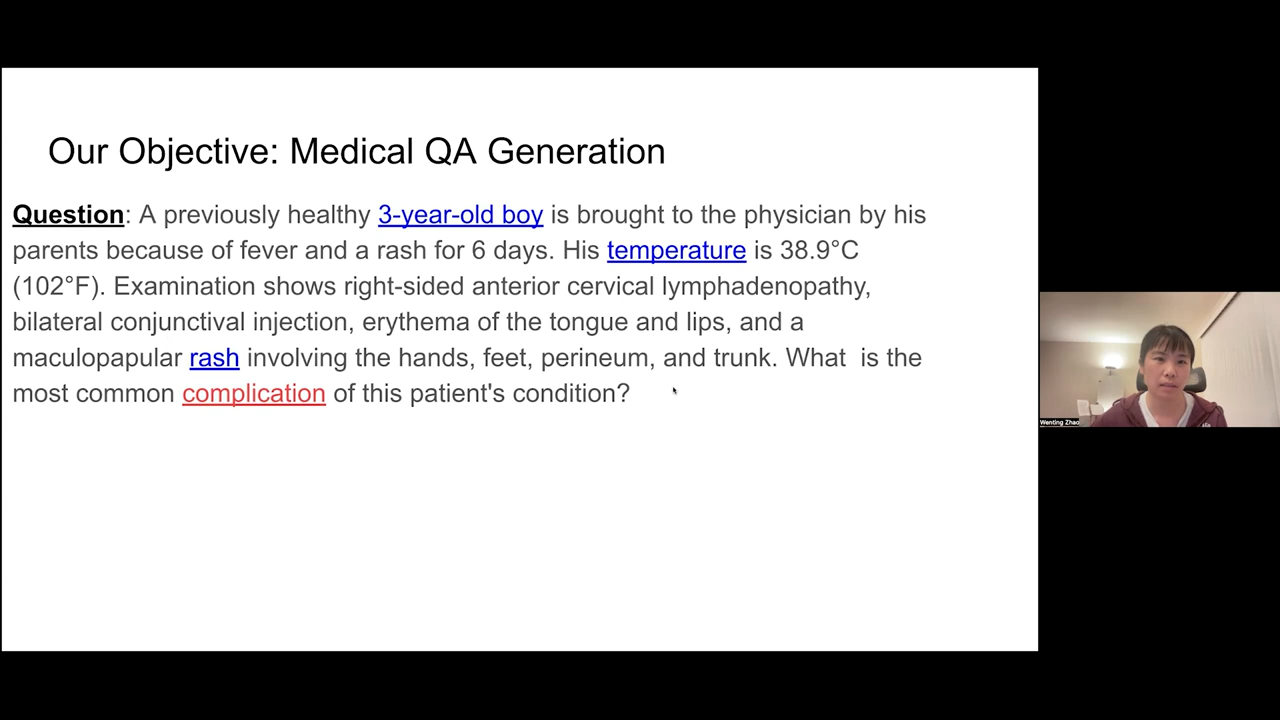 Our Objective: Medical QA Generation
Question: A previously healthy 3-year-old boy is brought to the physician by his
parents because of fever and a rash for 6 days. His temperature is 38.9°C
(102°F). Examination shows right-sided anterior cervical lymphadenopathy,
bilateral conjunctival injection, erythema of the tongue and lips, and a
maculopapular rash involving the hands, feet, perineum, and trunk. What  is the
most common complication of this patient's condition?
Wenting Zhao